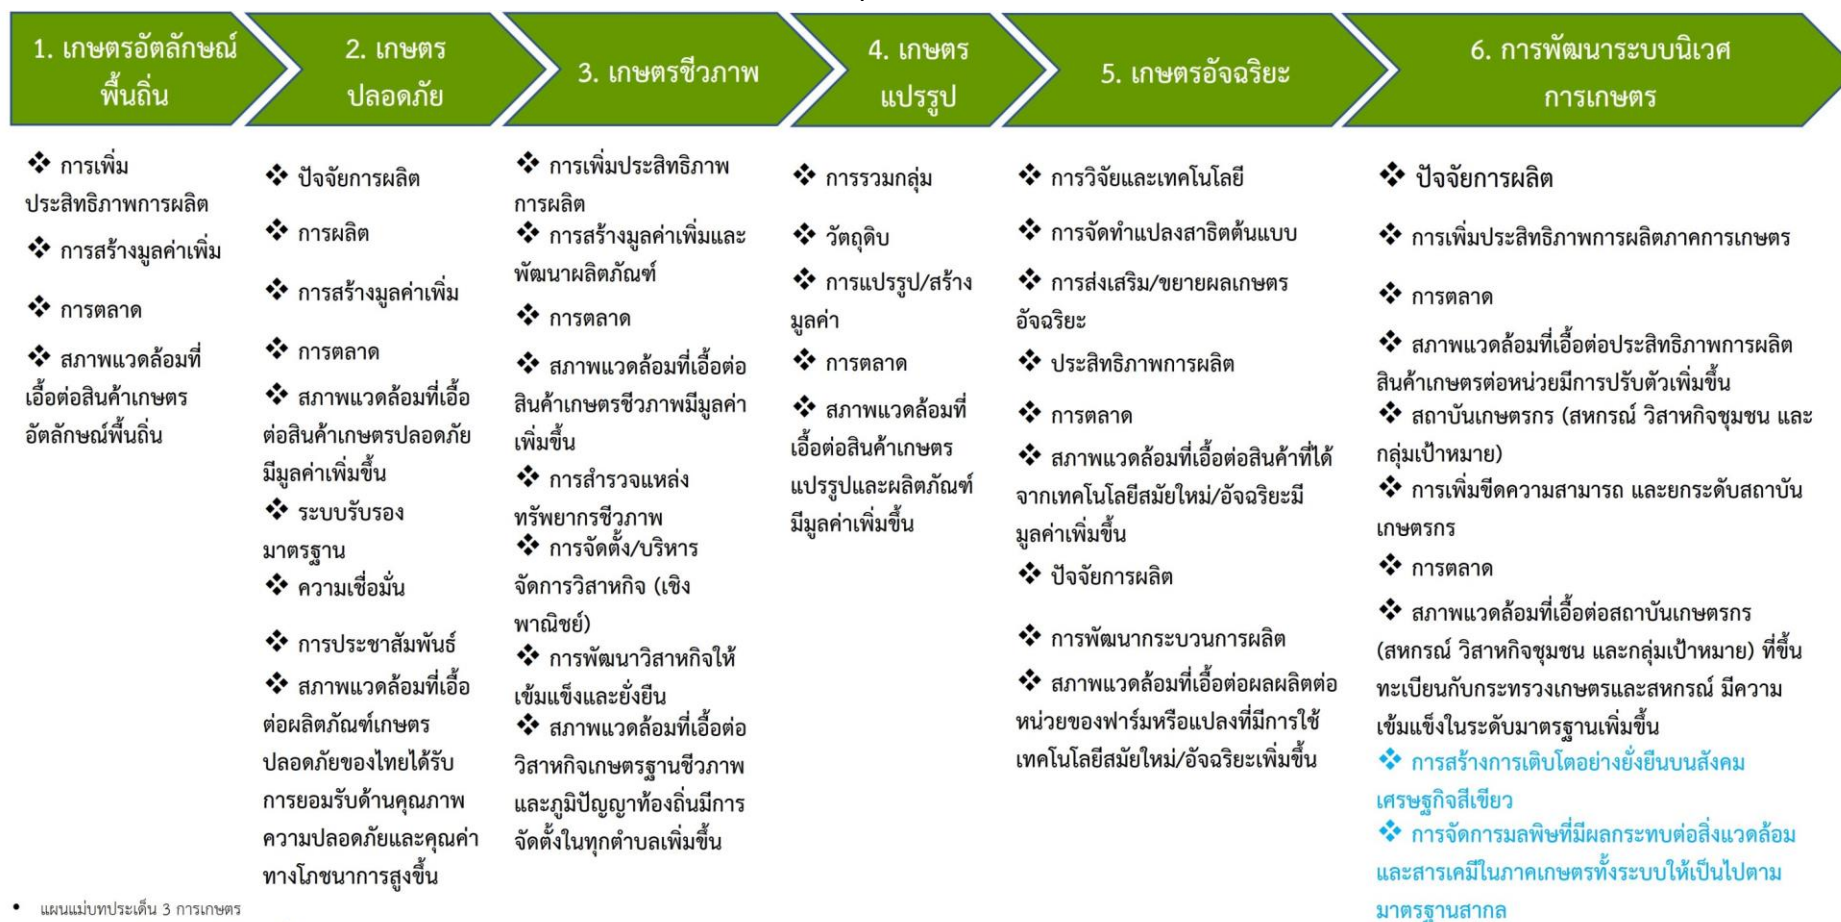 1. เกษตรอัตลักษณ์
พื้นถิ่น
2. เกษตร
ปลอดภัย
3. เกษตรชีวภาพ
4. เกษตร
แปรรูป
5. เกษตรอัจฉริยะ
6. การพัฒนาระบบนิเวศ
การเกษตร
❖ การเพิ่ม
ประสิทธิภาพการผลิต
❖ การสร้างมูลค่าเพิ่ม
❖ การตลาด
❖ สภาพแวดล้อมที่
เอื้อต่อสินค้าเกษตร
อัตลักษณ์พื้นถิ่น
❖ ปัจจัยการผลิต
❖ การผลิต
❖ การสร้างมูลค่าเพิ่ม
❖ การตลาด
❖ สภาพแวดล้อมที่เอื้อ
ต่อสินค้าเกษตรปลอดภัย
มีมูลค่าเพิ่มขึ้น
❖ ระบบรับรอง
มาตรฐาน
❖ ความเชื่อมั่น
❖ การประชาสัมพันธ์
❖ สภาพแวดล้อมที่เอื้อ
ต่อผลิตภัณฑ์เกษตร
ปลอดภัยของไทยได้รับ
การยอมรับด้านคุณภาพ
ความปลอดภัยและคุณค่า
ทางโภชนาการสูงขึ้น
❖ การเพิ่มประสิทธิภาพ
การผลิต
❖ การสร้างมูลค่าเพิ่มและ
พัฒนาผลิตภัณฑ์
❖ การตลาด
❖ สภาพแวดล้อมที่เอื้อต่อ
สินค้าเกษตรชีวภาพมีมูลค่า
เพิ่มขึ้น
❖ การสำรวจแหล่ง
ทรัพยากรชีวภาพ
❖ การจัดตั้ง/บริหาร
จัดการวิสาหกิจ (เชิง
พาณิชย์)
❖ การพัฒนาวิสาหกิจให้
เข้มแข็งและยั่งยืน
❖ สภาพแวดล้อมที่เอื้อต่อ
วิสาหกิจเกษตรฐานชีวภาพ
และภูมิปัญญาท้องถิ่นมีการ
จัดตั้งในทุกตำบลเพิ่มขึ้น
❖ การรวมกลุ่ม
❖ วัตถุดิบ
❖ การแปรรูป/สร้าง
มูลค่า
❖ การตลาด
❖ สภาพแวดล้อมที่
เอื้อต่อสินค้าเกษตร
แปรรูปและผลิตภัณฑ์
มีมูลค่าเพิ่มขึ้น
❖ การวิจัยและเทคโนโลยี
❖ การจัดทำแปลงสาธิตต้นแบบ
❖ การส่งเสริม/ขยายผลเกษตร
อัจฉริยะ
❖ ประสิทธิภาพการผลิต
❖ การตลาด
❖ สภาพแวดล้อมที่เอื้อต่อสินค้าที่ได้
จากเทคโนโลยีสมัยใหม่/อัจฉริยะมี
มูลค่าเพิ่มขึ้น
❖ ปัจจัยการผลิต
❖ การพัฒนากระบวนการผลิต
❖ สภาพแวดล้อมที่เอื้อต่อผลผลิตต่อ
หน่วยของฟาร์มหรือแปลงที่มีการใช้
เทคโนโลยีสมัยใหม่/อัจฉริยะเพิ่มขึ้น
❖ ปัจจัยการผลิต
❖ การเพิ่มประสิทธิภาพการผลิตภาคการเกษตร
❖ การตลาด
❖ สภาพแวดล้อมที่เอื้อต่อประสิทธิภาพการผลิต
สินค้าเกษตรต่อหน่วยมีการปรับตัวเพิ่มขึ้น
❖ สถาบันเกษตรกร (สหกรณ์ วิสาหกิจชุมชน และ
กลุ่มเป้าหมาย)
❖ การเพิ่มขีดความสามารถ และยกระดับสถาบัน
เกษตรกร
❖ การตลาด
❖ สภาพแวดล้อมที่เอื้อต่อสถาบันเกษตรกร
(สหกรณ์ วิสาหกิจชุมชน และกลุ่มเป้าหมาย) ที่ขึ้น
ทะเบียนกับกระทรวงเกษตรและสหกรณ์ มีความ
เข้มแข็งในระดับมาตรฐานเพิ่มขึ้น
❖ การสร้างการเติบโตอย่างยั่งยืนบนสังคม
เศรษฐกิจสีเขียว
❖ การจัดการมลพิษที่มีผลกระทบต่อสิ่งแวดล้อม
และสารเคมีในภาคเกษตรทั้งระบบให้เป็นไปตาม
มาตรฐานสากล
• แผนแม่บทประเด็น 3 การเกษตร